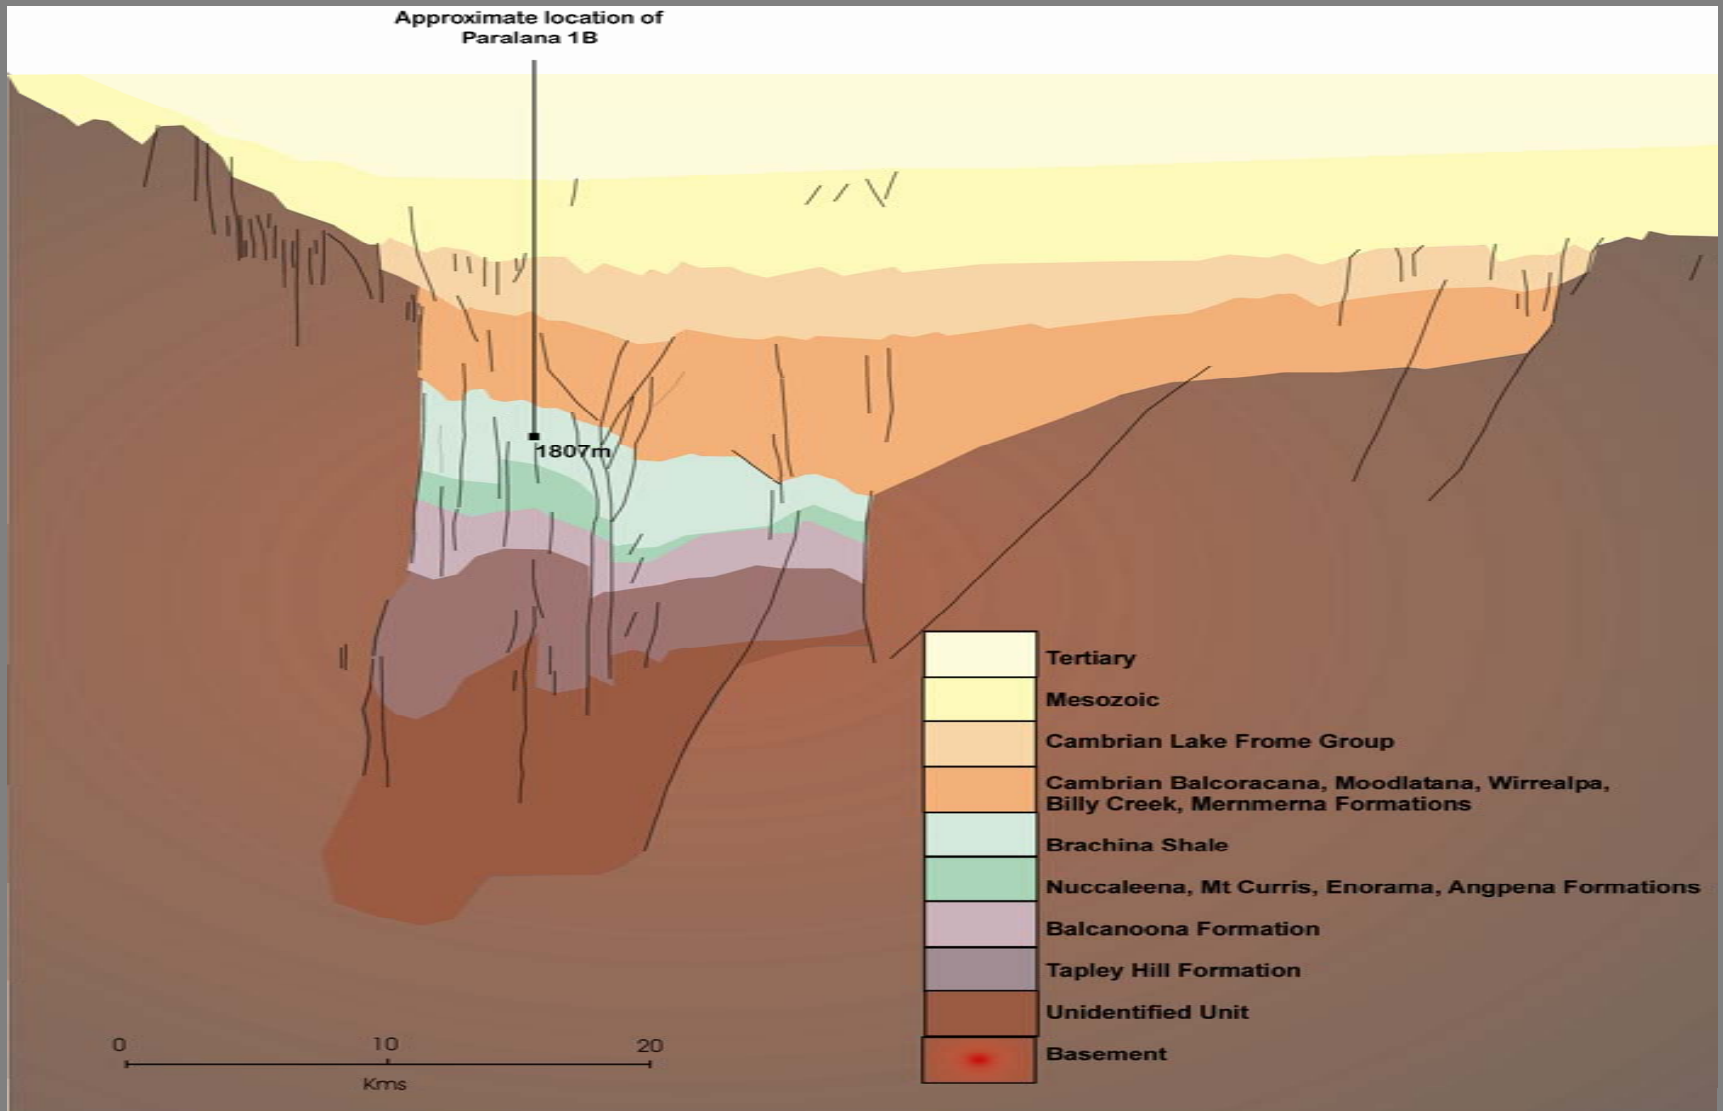 Approximate location of
Paralana 1B
1807m
Tertiary
Mesozoic
Cambrian Lake Frome Group
Cambrian Balcoracana, Moodlatana, Wirrealpa,
Billy Creek, Mernmerna Formations
Brachina Shale
Nuccaleena, Mt Curris, Enorama, Angpena Formations
Balcanoona Formation
Tapley Hill Formation
Unidentified Unit
Basement
0 10 20
Kms